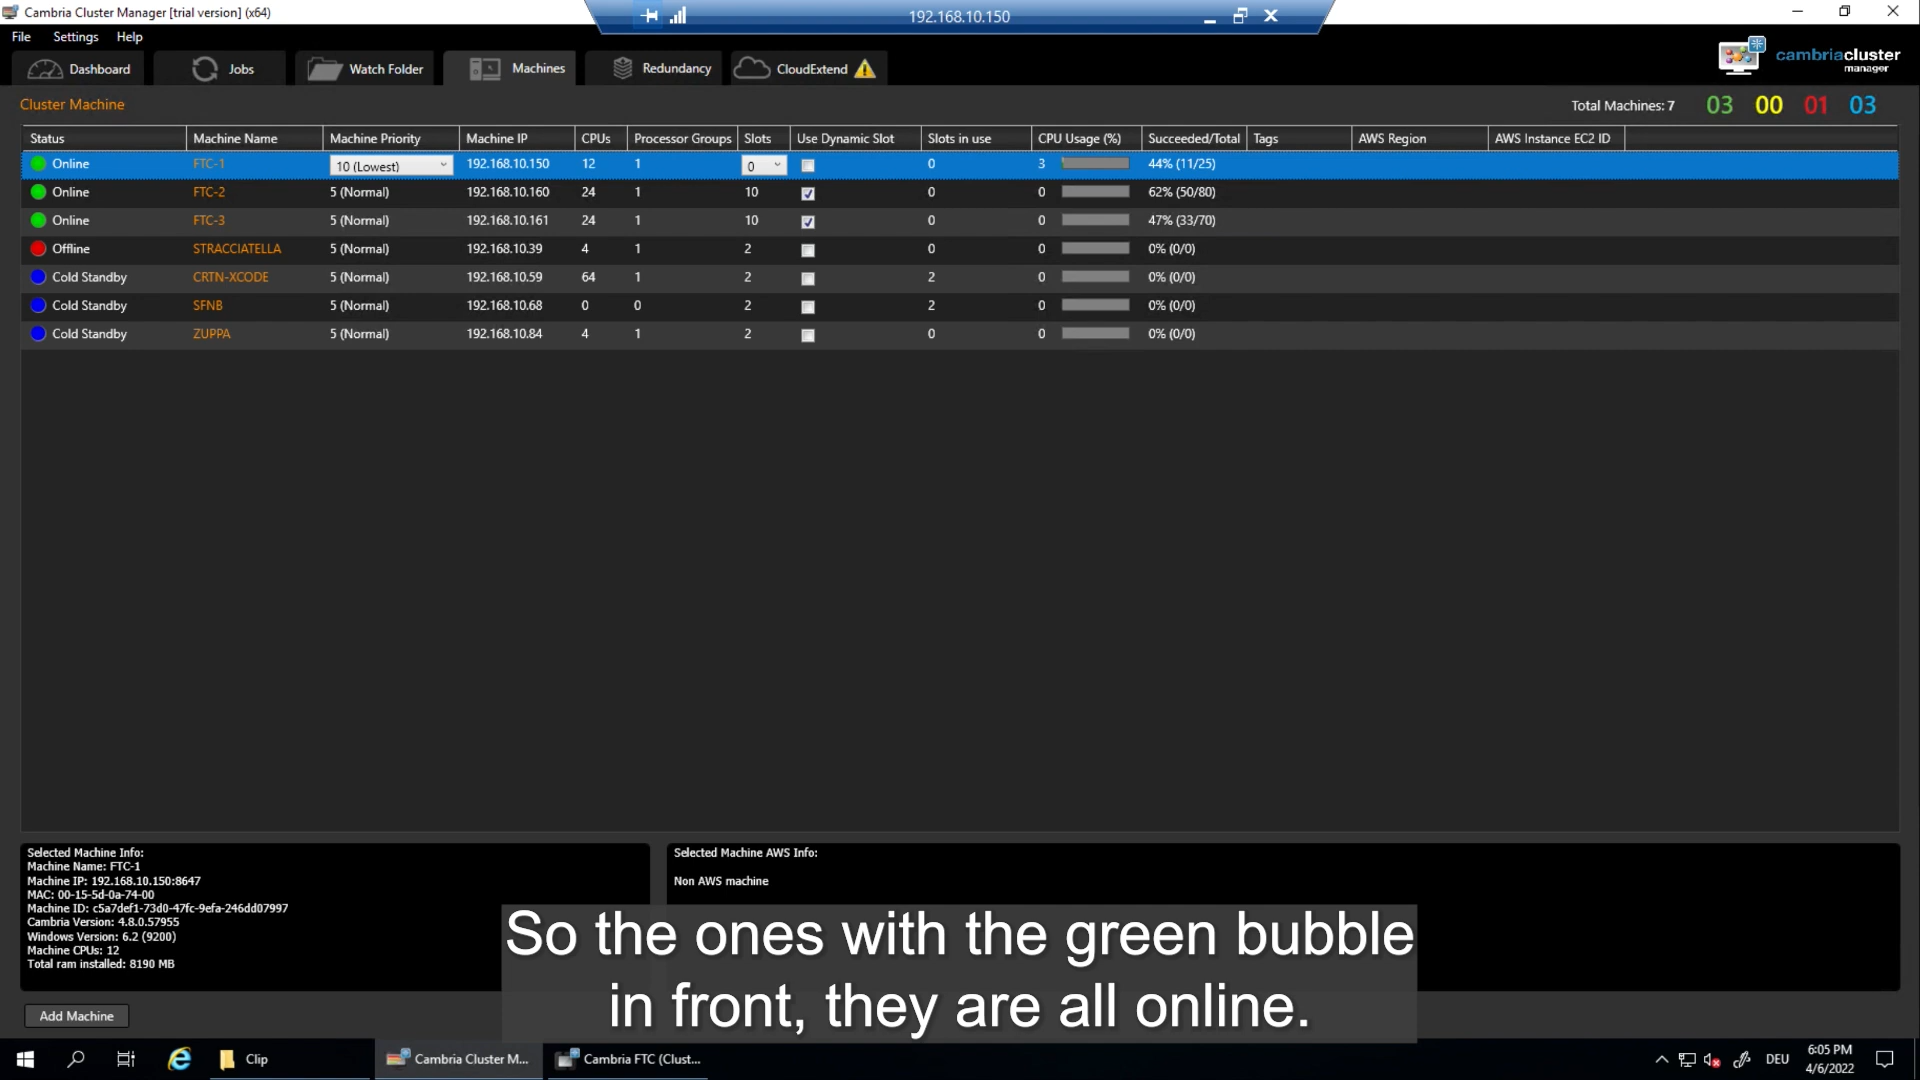 Cambria Cluster Manager [trial version] (x64)
192.168.10.150
File Settings Help
Dashboard Jobs Watch Folder Machines Redundancy CloudExtend
cambriacluster
manager
Cluster Machine
Total Machines: 7 03 00 01 03
Status Machine Name Machine Priority Machine IP CPUs Processor Groups Slots Use Dynamic Slot Slots in use CPU Usage (%) Succeeded/Total Tags AWS Region AWS Instance EC2 ID
Online FTC-1 10 (Lowest) 192.168.10.150 12 1 0 0 3 44% (11/25)
Online FTC-2 5 (Normal) 192.168.10.160 24 1 10 0 0 62% (50/80)
Online FTC-3 5 (Normal) 192.168.10.161 24 1 10 0 0 47% (33/70)
Offline STRACCIATELLA 5 (Normal) 192.168.10.39 4 1 2 0 0 0% (0/0)
Cold Standby CRTN-XCODE 5 (Normal) 192.168.10.59 64 1 2 2 0 0% (0/0)
Cold Standby SFNB 5 (Normal) 192.168.10.68 0 0 2 2 0 0% (0/0)
Cold Standby ZUPPA 5 (Normal) 192.168.10.84 4 1 2 0 0 0% (0/0)
Selected Machine Info:
Machine Name: FTC-1
Machine IP: 192.168.10.150:8647
MAC: 00-15-5d-0a-74-00
Machine ID: c5a7def1-73d0-47fc-9efa-246dd07997
Cambria Version: 4.8.0.57955
Windows Version: 6.2 (9200)
Machine CPUs: 12
Total ram installed: 8190 MB
Selected Machine AWS Info:
Non AWS machine
So the ones with the green bubble
in front, they are all online.
Add Machine
Clip Cambria Cluster M... Cambria FTC (Clust... DEU 6:05 PM
4/6/2022